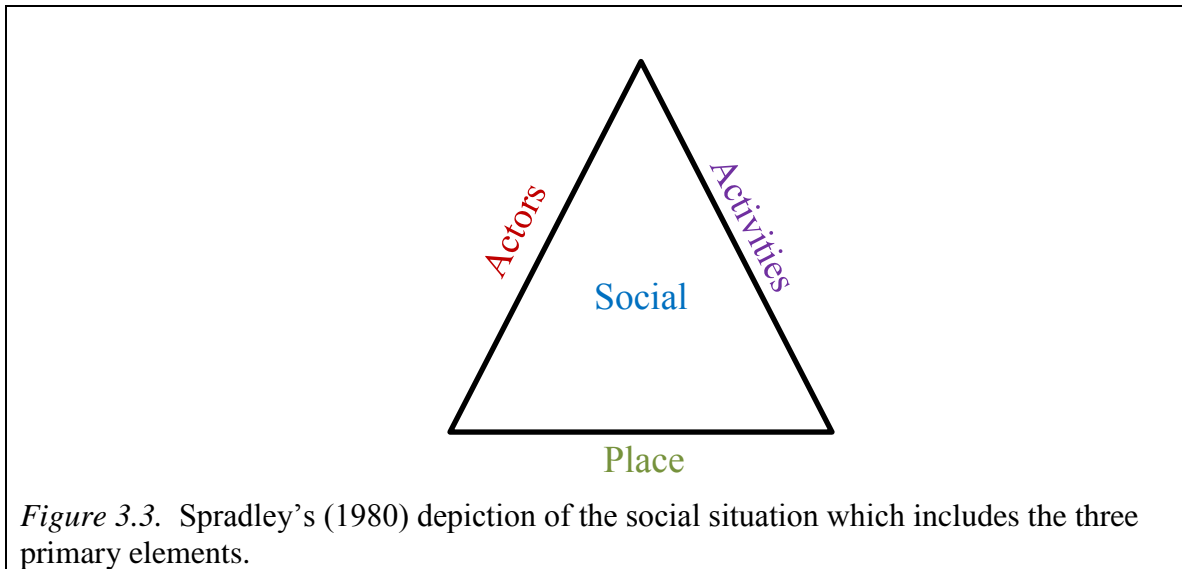 Actors
Activities
Social
Place
Figure 3.3. Spradley’s (1980) depiction of the social situation which includes the three
primary elements.